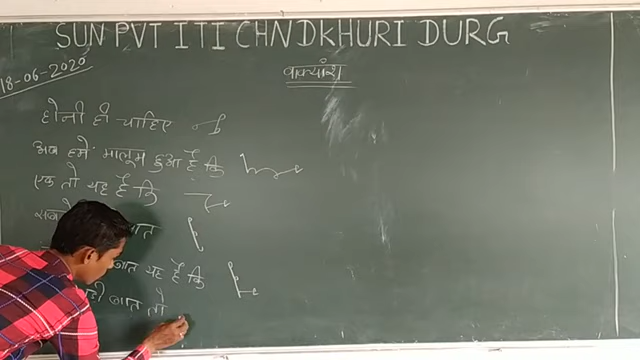 SUN PVT ITI CHNDKHURI DURG
18-06-2020
वाक्यांश
होनी ही चाहिए
अब हमें मालूम हुआ है कि
एक तो यह है कि
बात यह है कि
बात तो